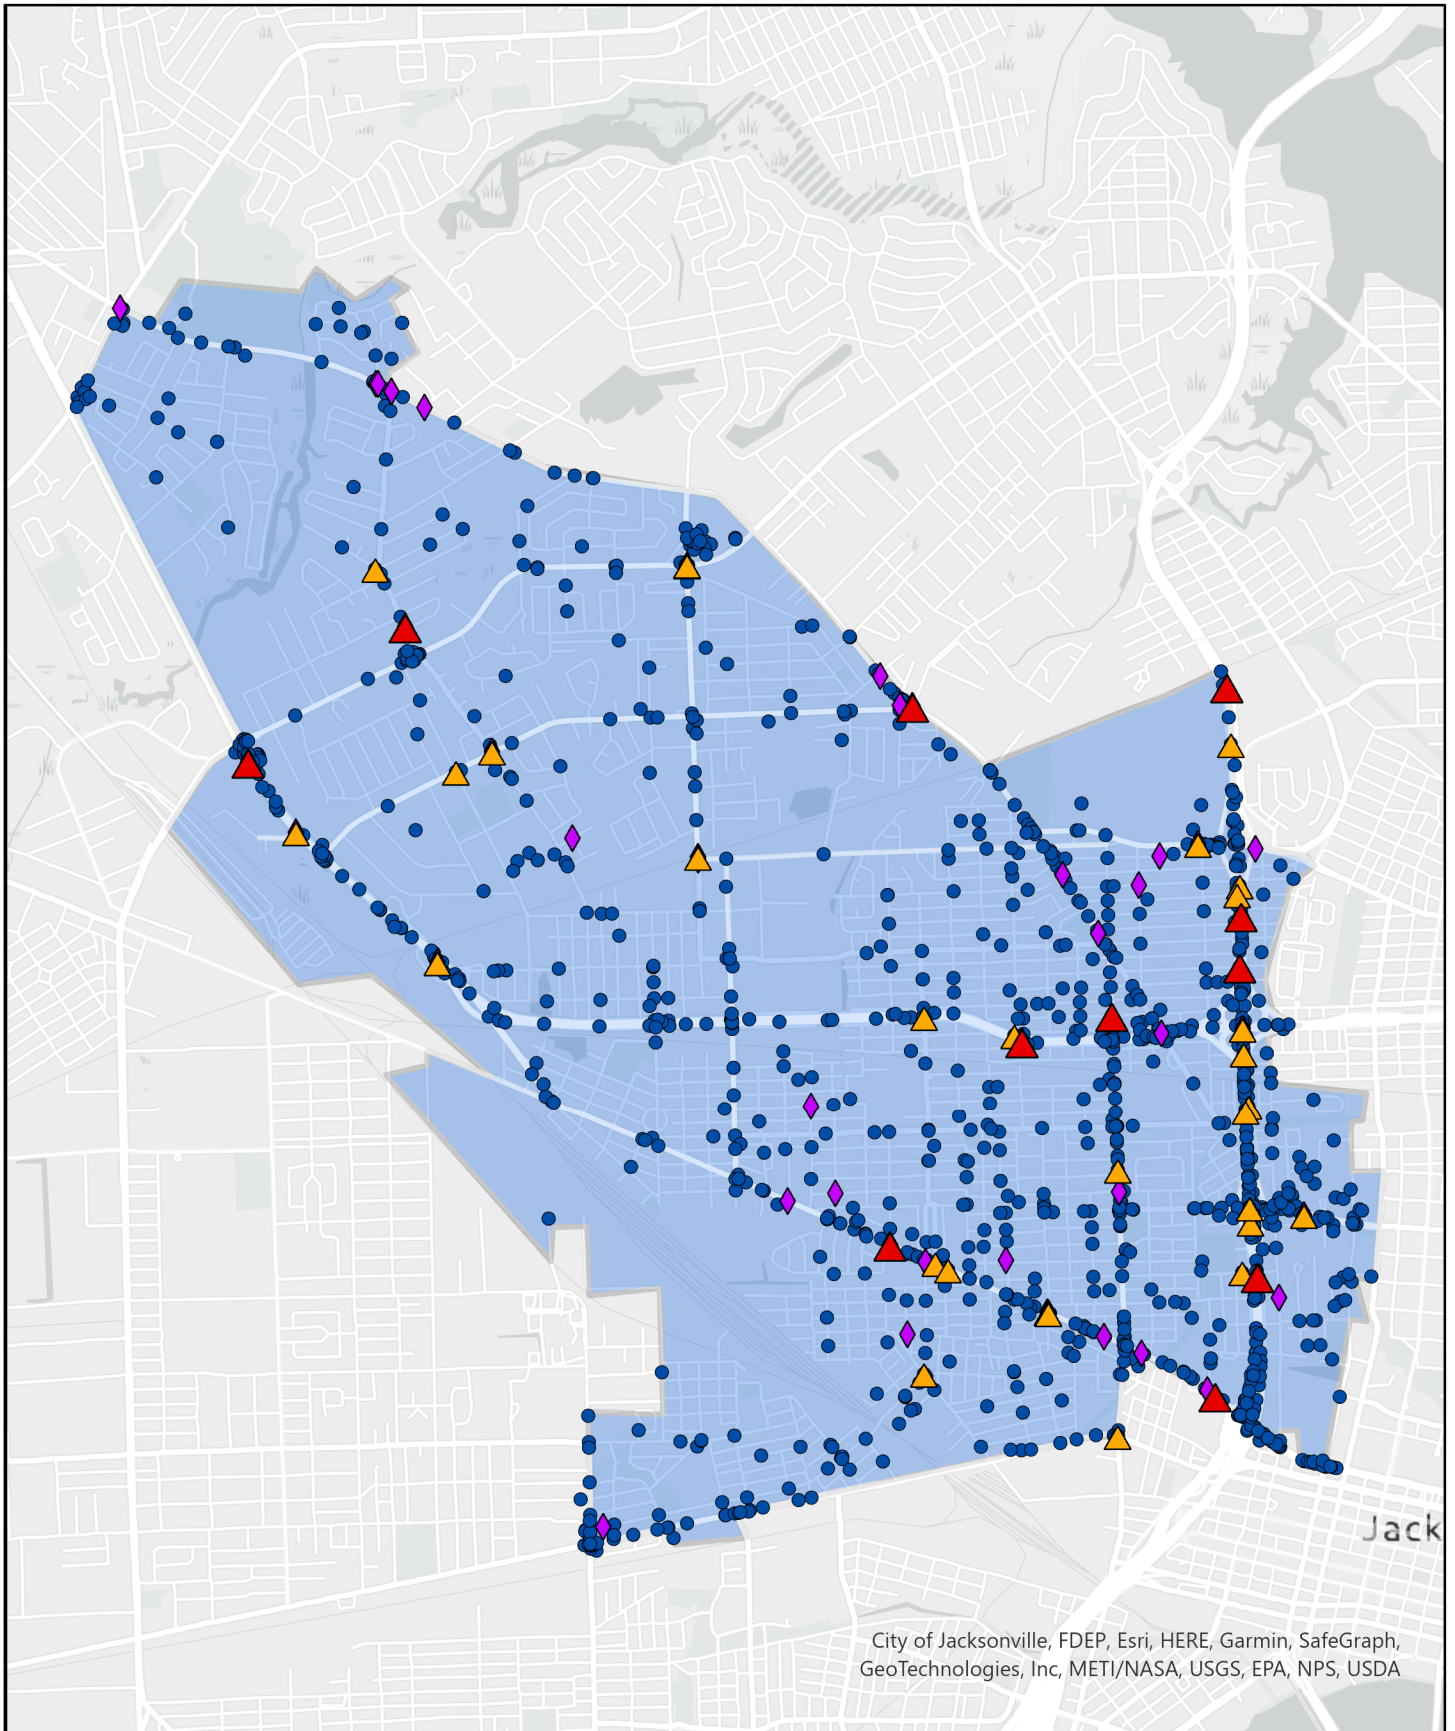 Jack
City of Jacksonville, FDEP, Esri, HERE, Garmin, SafeGraph,
GeoTechnologies, Inc, METI/NASA, USGS, EPA, NPS, USDA